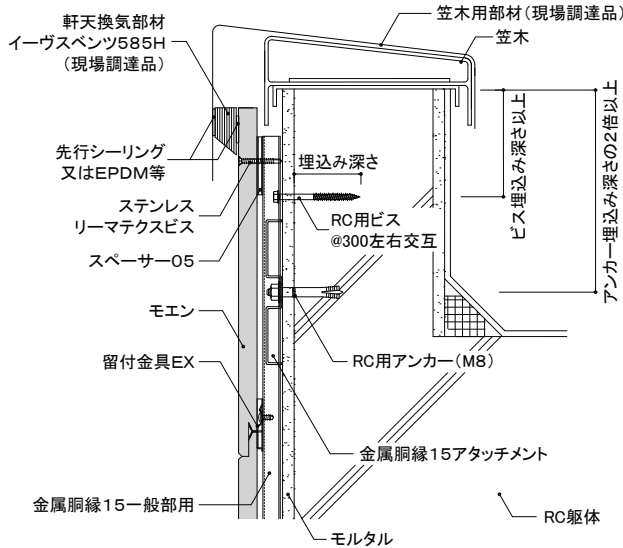 軒天換気部材
イーヴスベンツ585H
(現場調達品)
笠木用部材(現場調達品)
笠木
先行シーリング
又はEPDM等
埋込み深さ
ビス埋込み深さ以上
アンカー埋込み深さの2倍以上
ステンレス
リーマテクスビス
RC用ビス
@300左右交互
スペーサー05
モエン
留付金具EX
RC用アンカー(M8)
金属胴縁15アタッチメント
金属胴縁15一般部用
モルタル
RC躯体